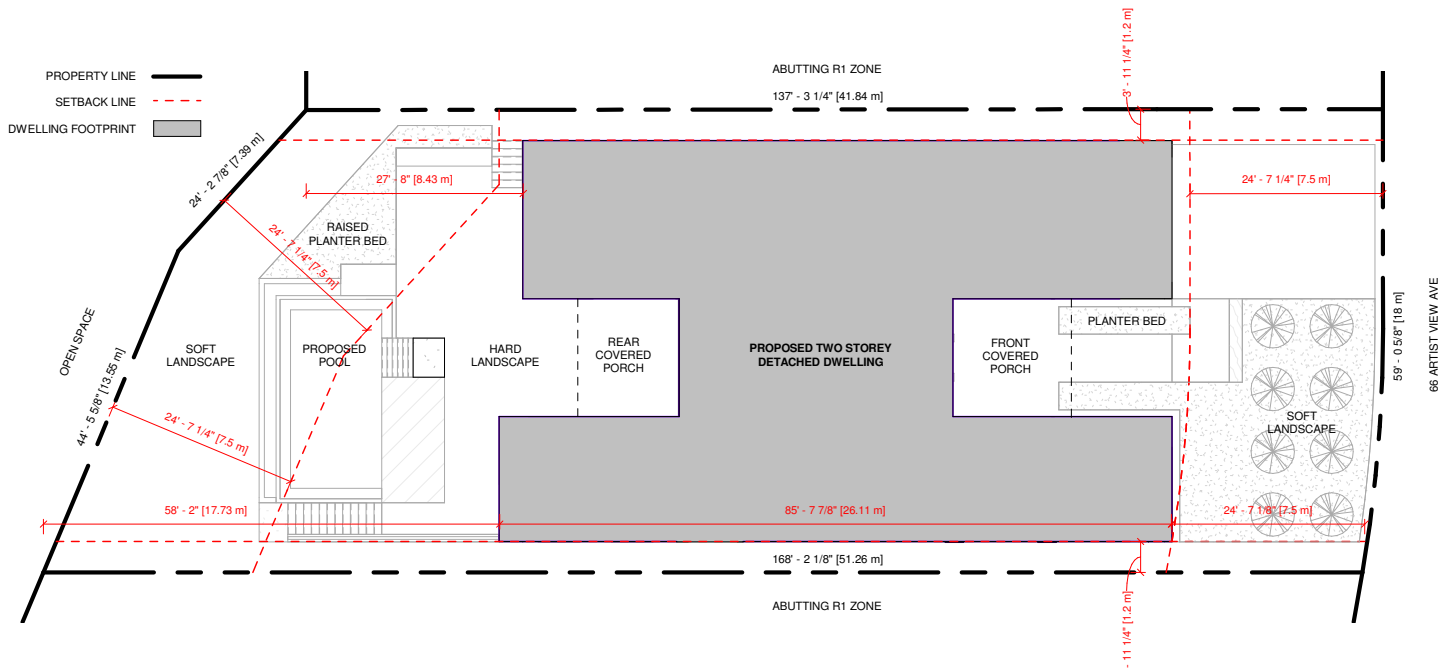 PROPERTY LINE
SETBACK LINE
DWELLING FOOTPRINT
ABUTTING R1 ZONE
137' - 3 1/4" [41.84 m]
3' - 11 1/4" [1.2 m]
24' - 2 7/8" [7.39 m]
27' - 8" [8.43 m]
24' - 7 1/4" [7.5 m]
RAISED
PLANTER BED
24' - 7 1/4" [7.5 m]
OPEN SPACE
SOFT
LANDSCAPE
PROPOSED
POOL
HARD
LANDSCAPE
REAR
COVERED
PORCH
PROPOSED TWO STOREY
DETACHED DWELLING
FRONT
COVERED
PORCH
PLANTER BED
59' - 0 5/8" [18 m]
66 ARTIST VIEW AVE
44' - 5 5/8" [13.55 m]
24' - 7 1/4" [7.5 m]
SOFT
LANDSCAPE
58' - 2" [17.73 m]
85' - 7 7/8" [26.11 m]
24' - 7 1/8" [7.5 m]
168' - 2 1/8" [51.26 m]
- 11 1/4" [1.2 m]
ABUTTING R1 ZONE